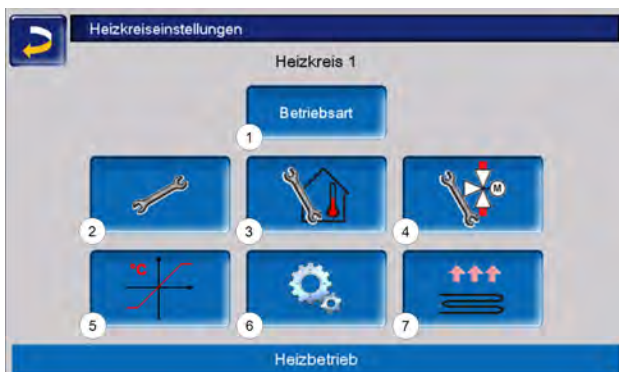 Heizkreiseinstellungen
Heizkreis 1
Betriebsart
1
2
3
M
4
°C
5
6
7
Heizbetrieb